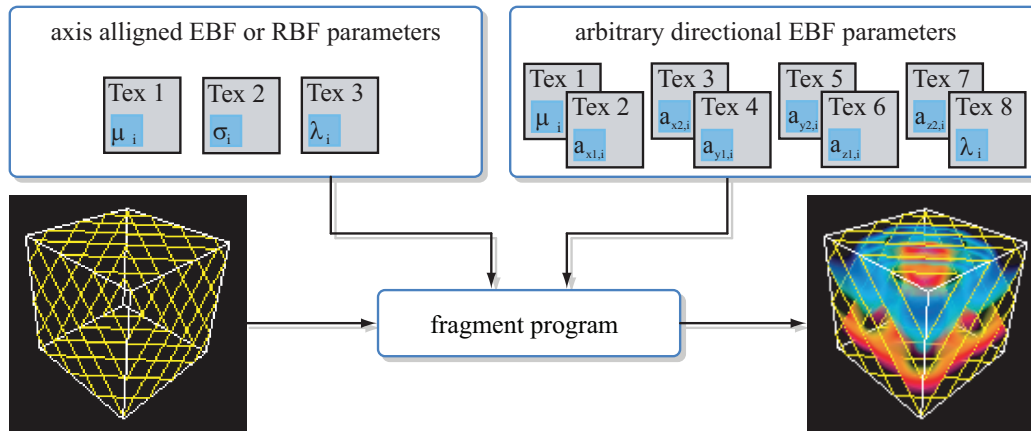 axis alligned EBF or RBF parameters
Tex 1
μ i
Tex 2
σi
Tex 3
λ i
arbitrary directional EBF parameters
Tex 1
μ i
Tex 2
ax1,i
Tex 3
ax2,i
Tex 4
ay1,i
Tex 5
ay2,i
Tex 6
az1,i
Tex 7
az2,i
Tex 8
λ i
fragment program